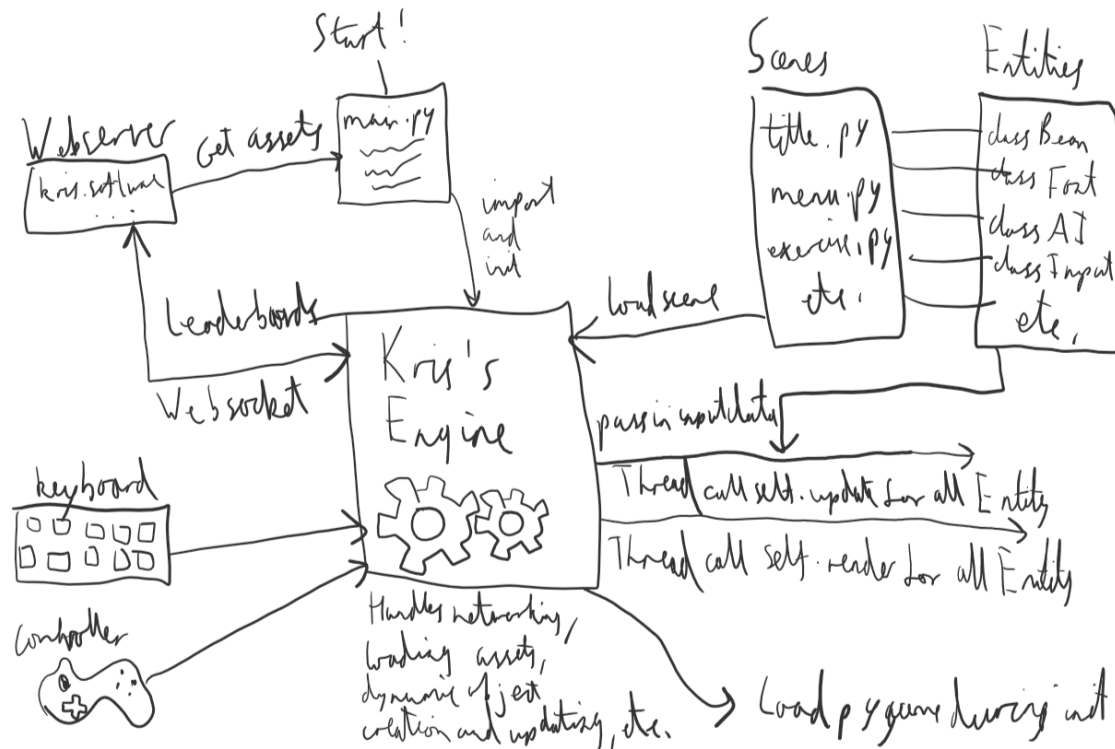 Start!
Scenes
Entities
Webserver
Get assets
main.py
kris.software
...
title.py
menu.py
exercise.py
etc.
class Bean
class Font
class AI
class Input
etc.
import
and
init
Leaderboards
Websocket
Load scene
Kris's
Engine
pass in input data
Thread call self.update for all Entity
Thread call self.render for all Entity
keyboard
controller
Handles networking,
loading assets,
dynamic object
creation and updating, etc.
Load pygame during init